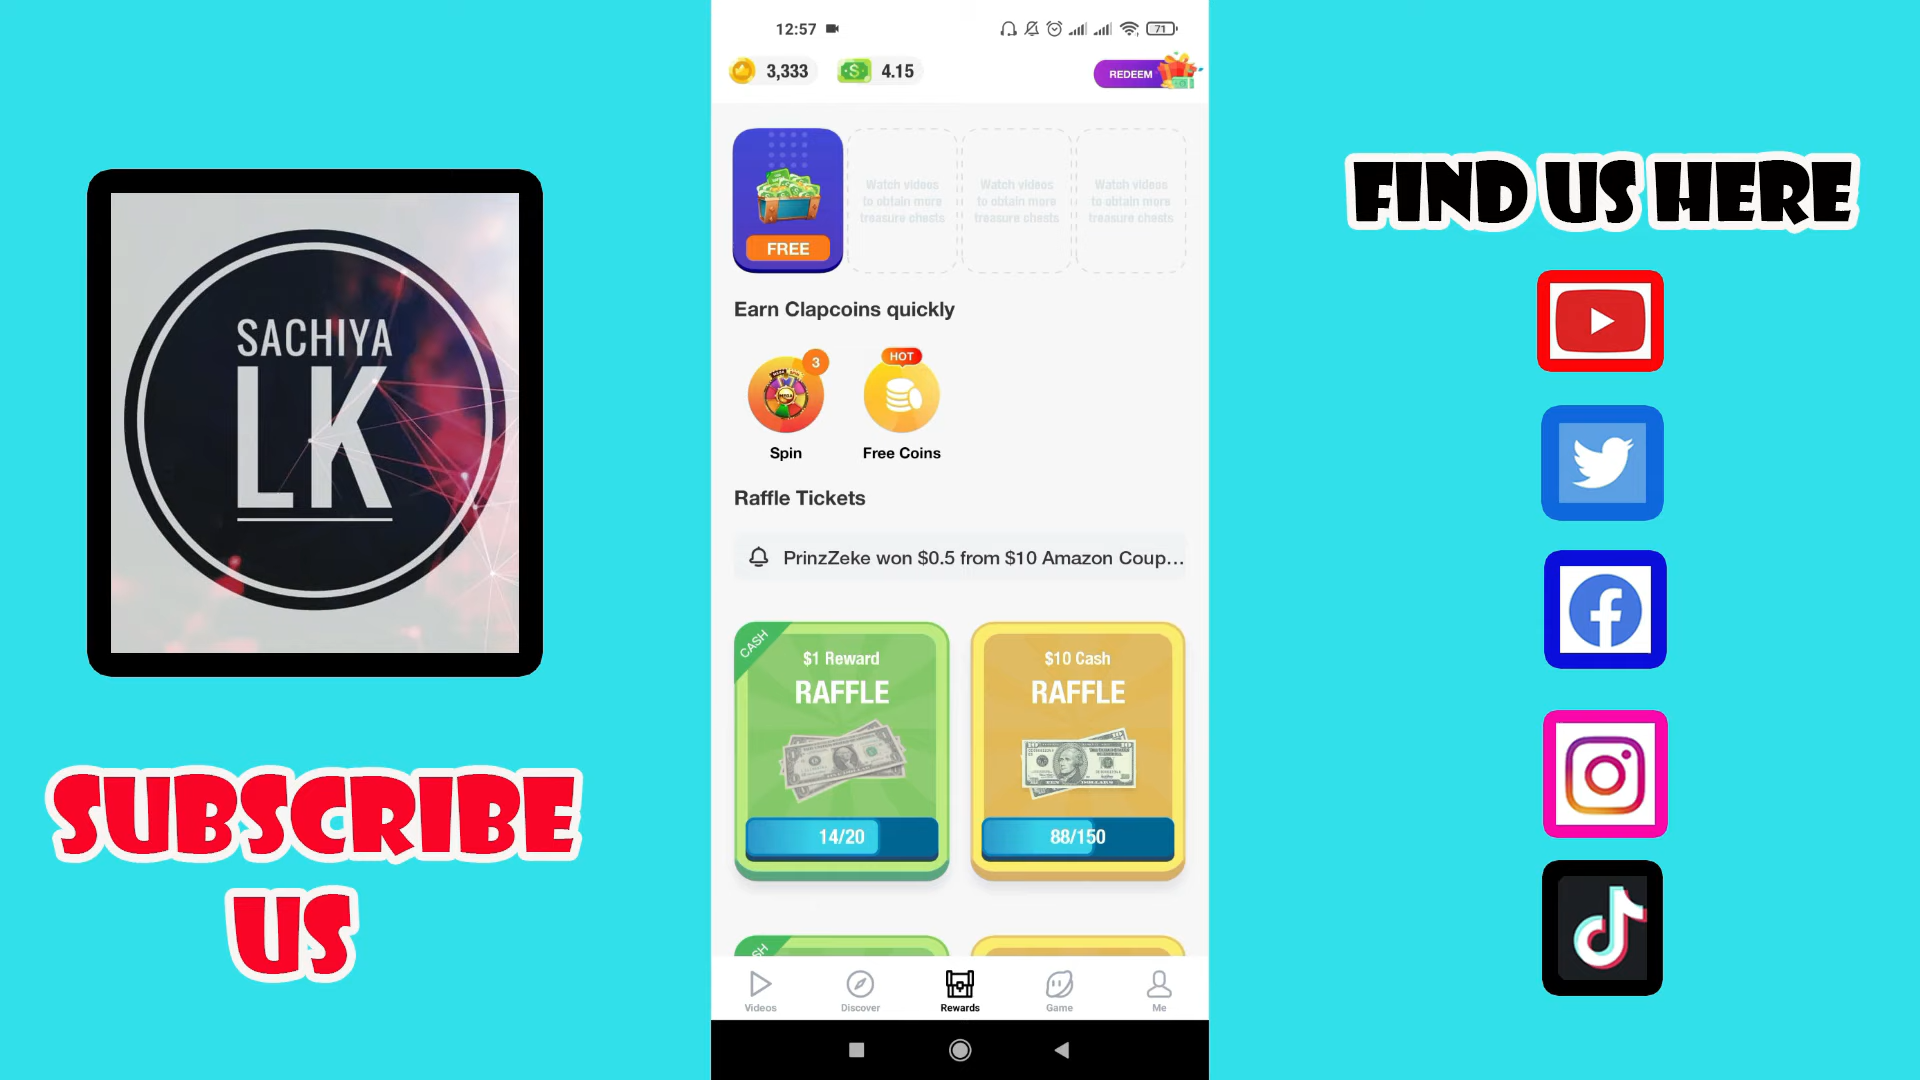 SACHIYA
LK
SUBSCRIBE
US
12:57
71
3,333
4.15
REDEEM
FREE
Watch videos
to obtain more
treasure chests
Watch videos
to obtain more
treasure chests
Watch videos
to obtain more
treasure chests
Earn Clapcoins quickly
3
HOT
Spin
Free Coins
Raffle Tickets
PrinzZeke won $0.5 from $10 Amazon Coup...
CASH
$1 Reward
RAFFLE
14/20
$10 Cash
RAFFLE
88/150
Videos
Discover
Rewards
Game
Me
FIND US HERE